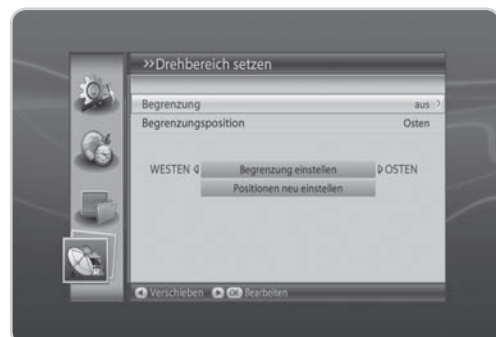 >>Drehbereich setzen
Begrenzung aus >
Begrenzungsposition Osten
WESTEN Begrenzung einstellen OSTEN
Positionen neu einstellen
Verschieben OK Bearbeiten